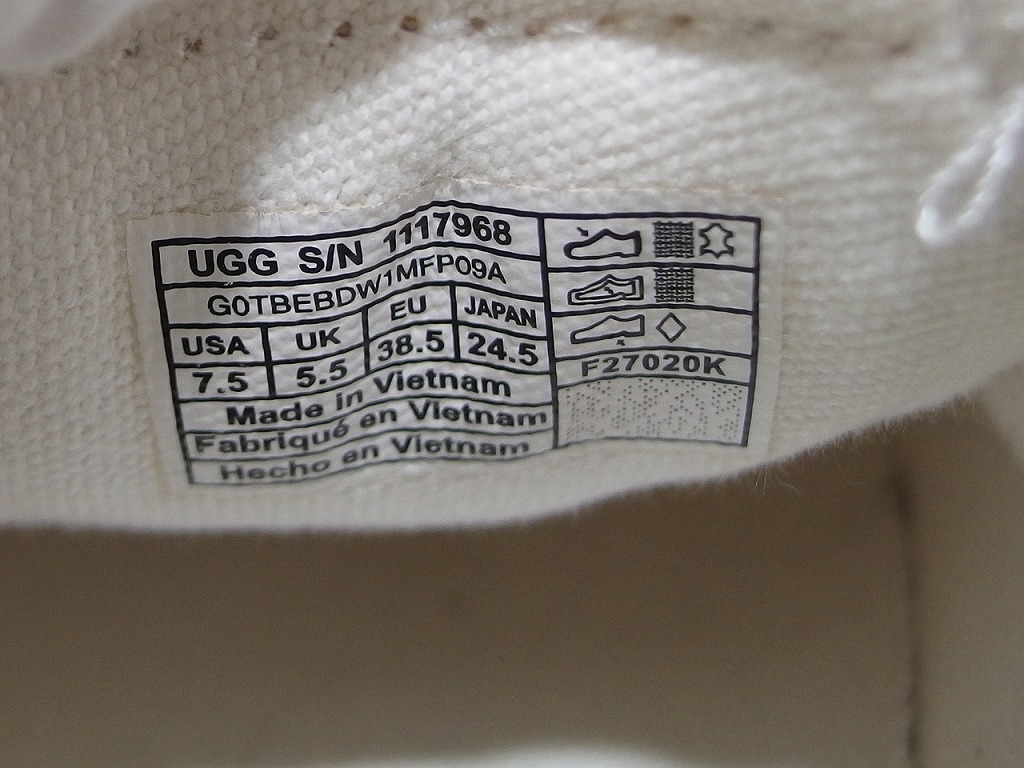 UGG S/N 1117968
G0TBEBDW1MFP09A
USA UK EU JAPAN
7.5 5.5 38.5 24.5
Made in Vietnam
Fabriqué en Vietnam
Hecho en Vietnam
F27020K